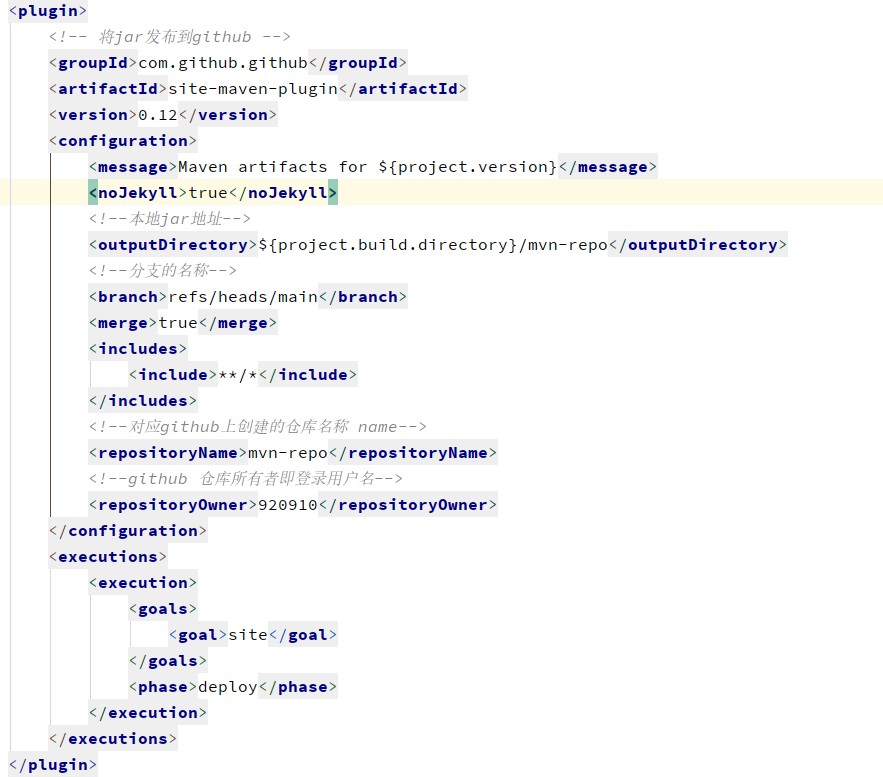 <plugin>
<!-- 将jar发布到github -->
<groupId>com.github.github</groupId>
<artifactId>site-maven-plugin</artifactId>
<version>0.12</version>
<configuration>
<message>Maven artifacts for ${project.version}</message>
<noJekyll>true</noJekyll>
<!--本地jar地址-->
<outputDirectory>${project.build.directory}/mvn-repo</outputDirectory>
<!--分支的名称-->
<branch>refs/heads/main</branch>
<merge>true</merge>
<includes>
<include>**/*</include>
</includes>
<!--对应github上创建的仓库名称 name-->
<repositoryName>mvn-repo</repositoryName>
<!--github 仓库所有者即登录用户名-->
<repositoryOwner>920910</repositoryOwner>
</configuration>
<executions>
<execution>
<goals>
<goal>site</goal>
</goals>
<phase>deploy</phase>
</execution>
</executions>
</plugin>